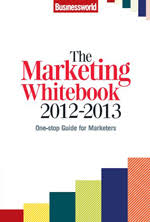 Businessworld
The
Marketing
Whitebook
2012-2013
One-stop Guide for Marketers